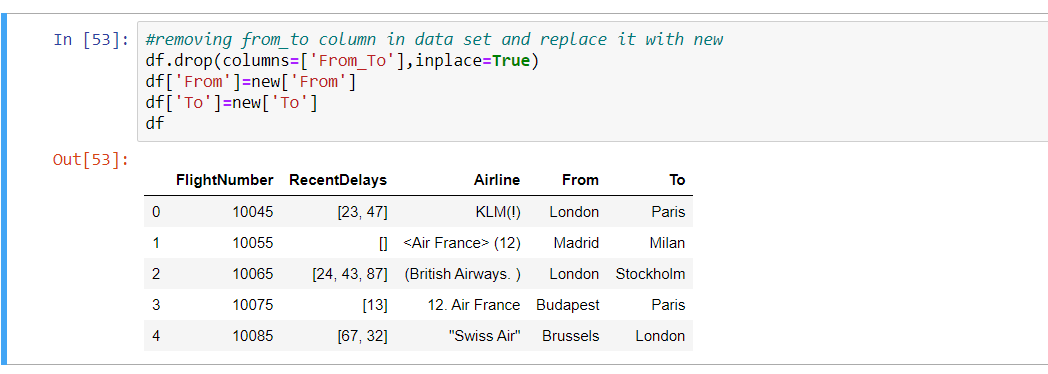 In [53]: #removing from_to column in data set and replace it with new
df.drop(columns=['From_To'],inplace=True)
df['From']=new['From']
df['To']=new['To']
df
Out[53]:
FlightNumber RecentDelays Airline From To
0 10045 [23, 47] KLM(!) London Paris
1 10055 [] <Air France> (12) Madrid Milan
2 10065 [24, 43, 87] (British Airways. ) London Stockholm
3 10075 [13] 12. Air France Budapest Paris
4 10085 [67, 32] "Swiss Air" Brussels London